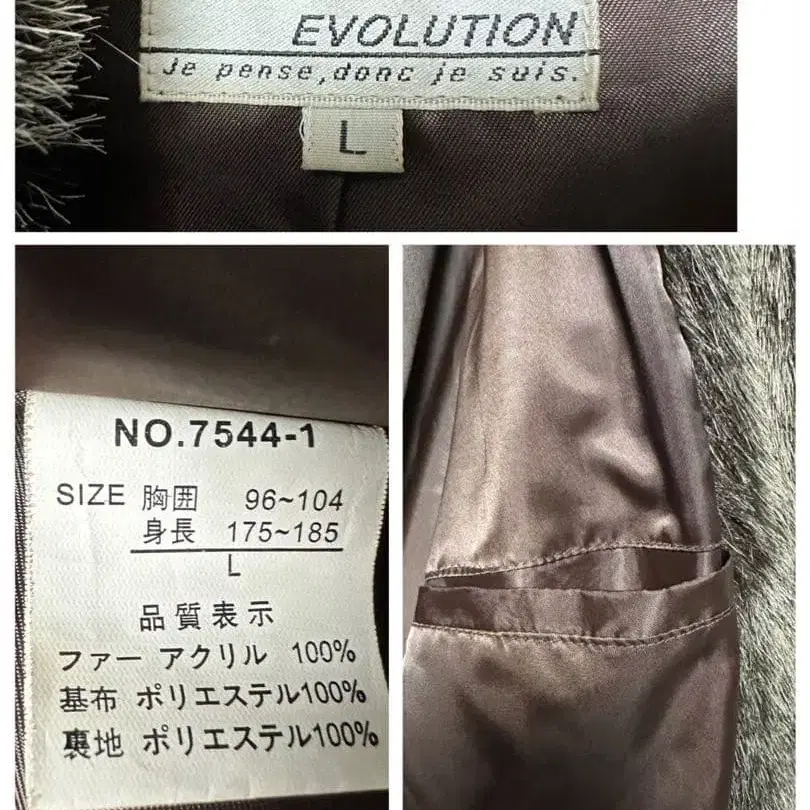 EVOLUTION
Je pense,donc je suis.
L
NO.7544-1
SIZE 胸囲 96~104
身長 175~185
L
品質表示
ファー アクリル 100%
基布 ポリエステル100%
裏地 ポリエステル100%